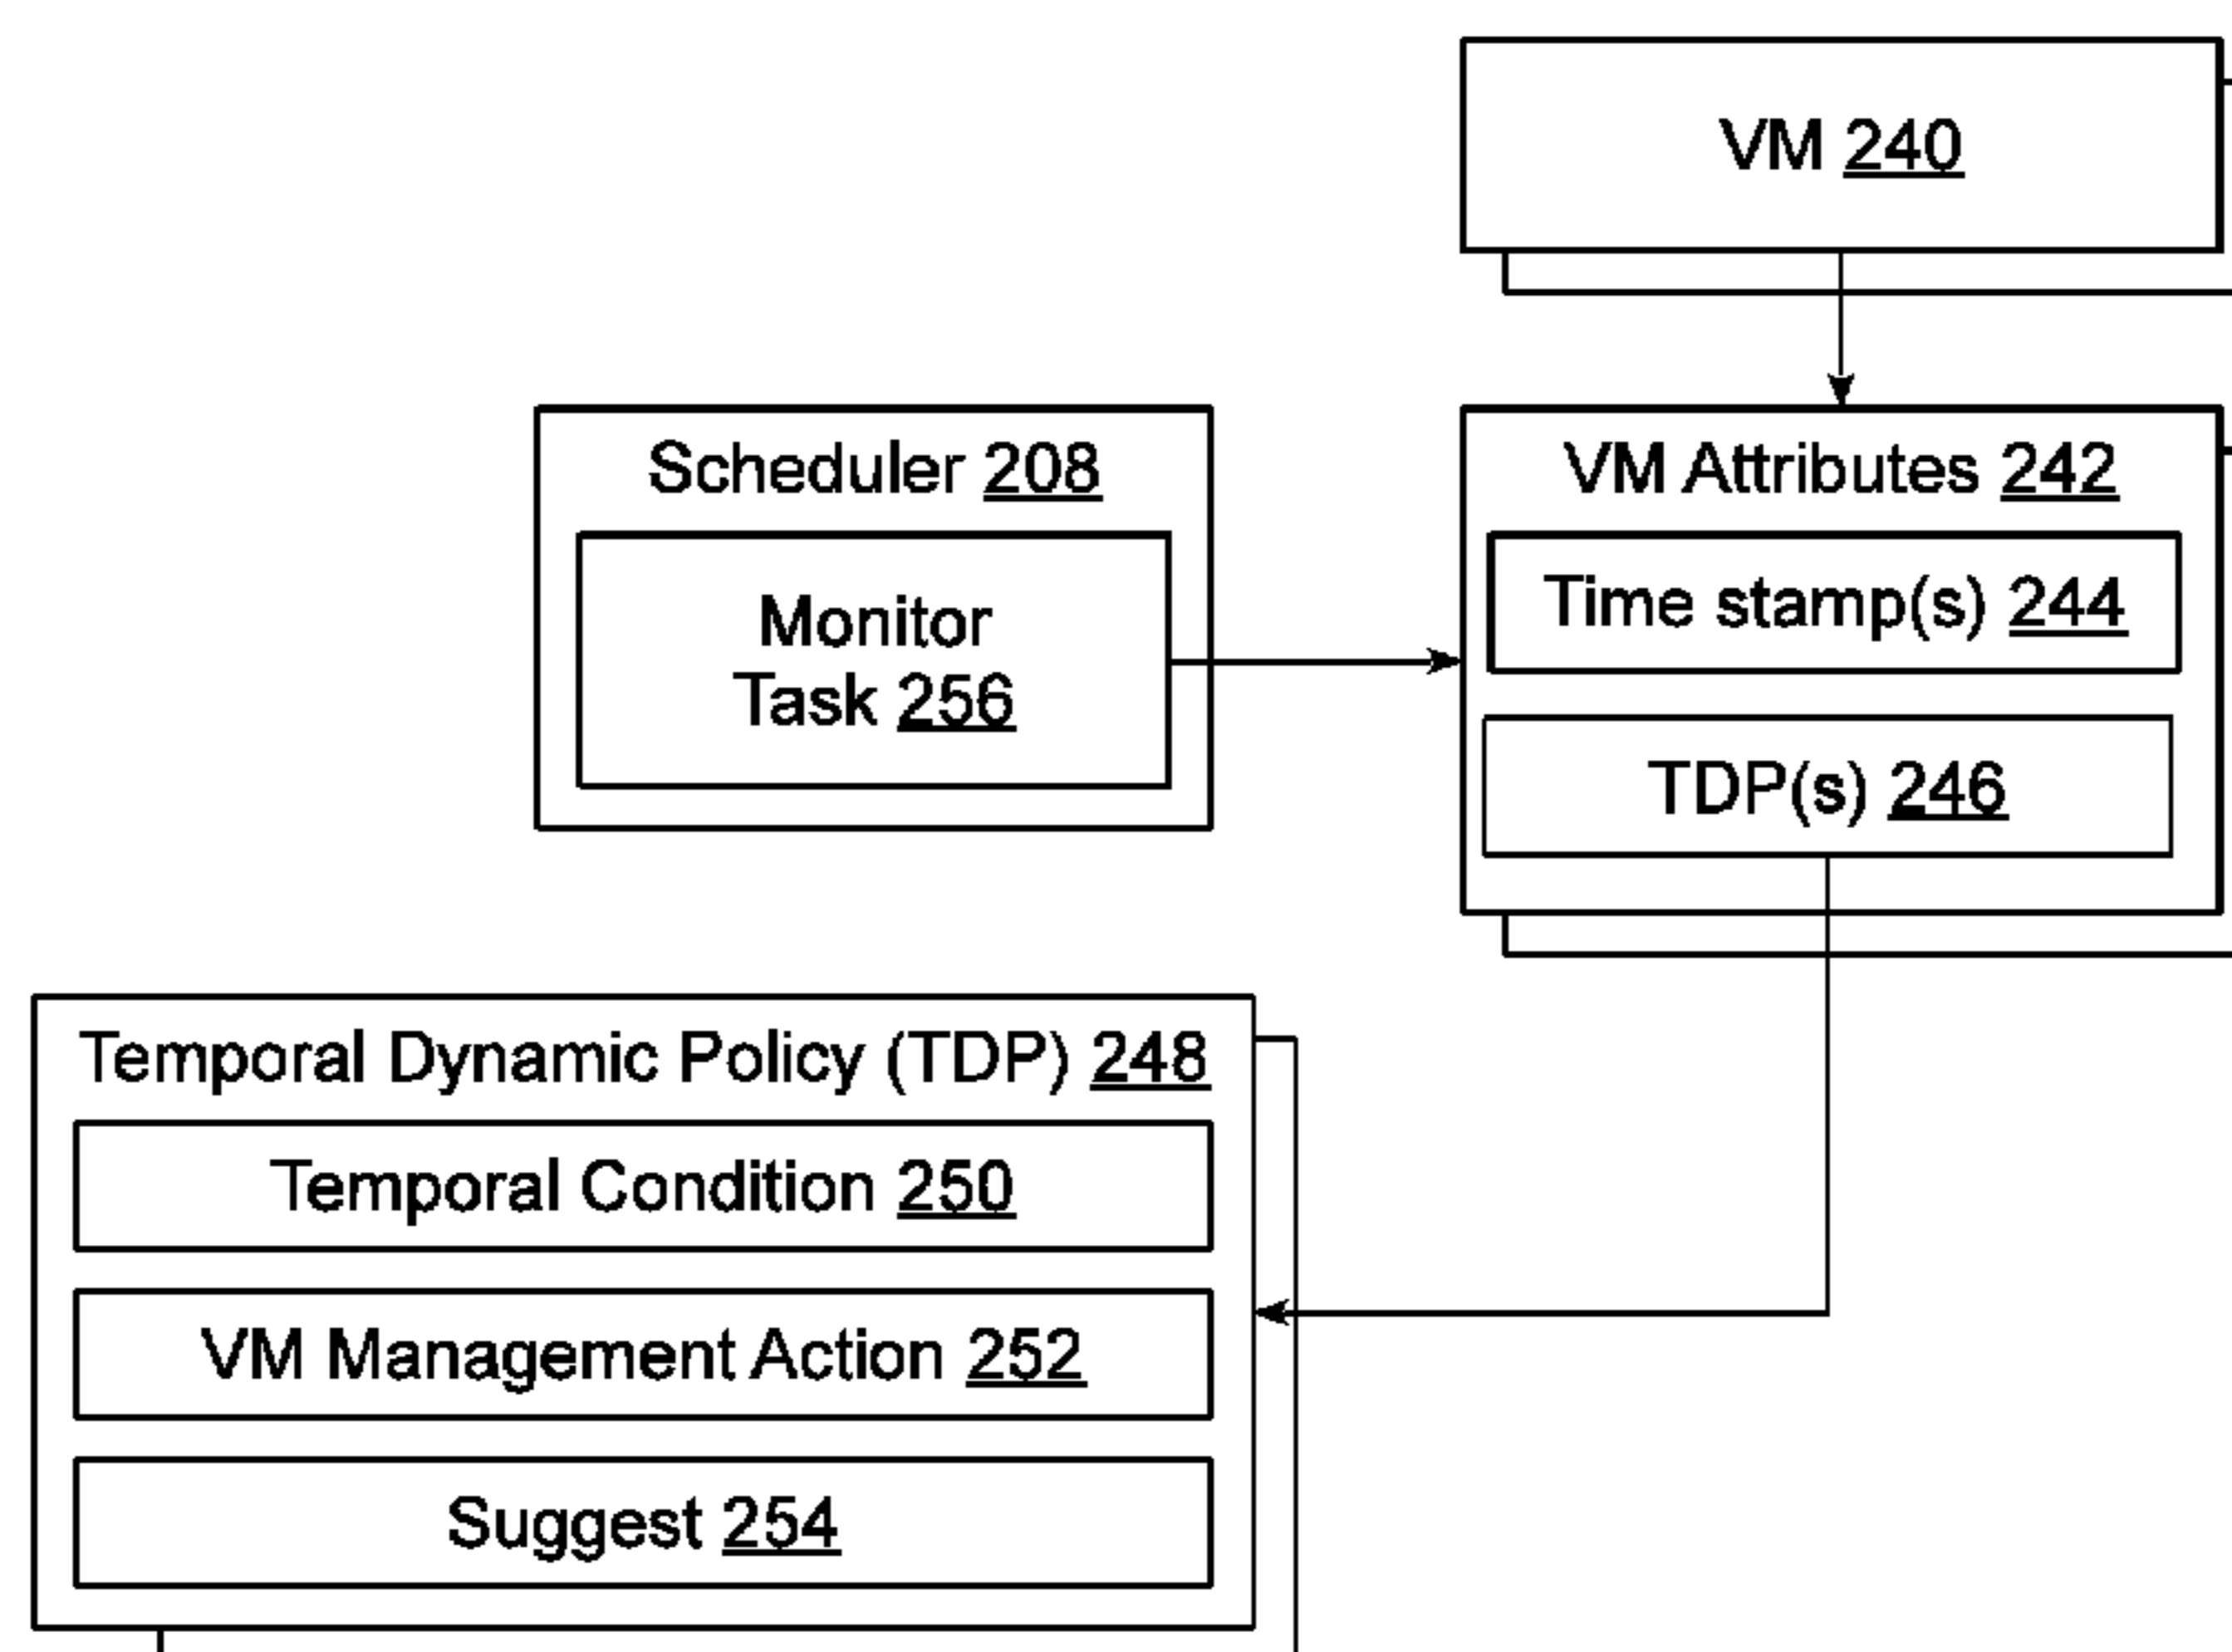 VM 240
Scheduler 208
Monitor
Task 256
VM Attributes 242
Time stamp(s) 244
TDP(s) 246
Temporal Dynamic Policy (TDP) 248
Temporal Condition 250
VM Management Action 252
Suggest 254